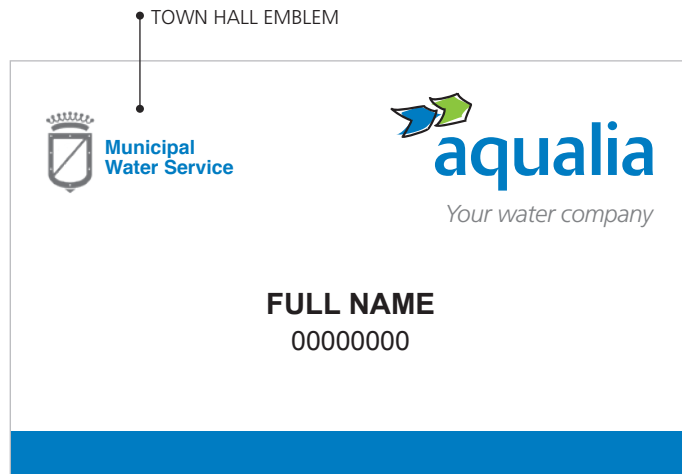 TOWN HALL EMBLEM
Municipal
Water Service
aqualia
Your water company
FULL NAME
00000000